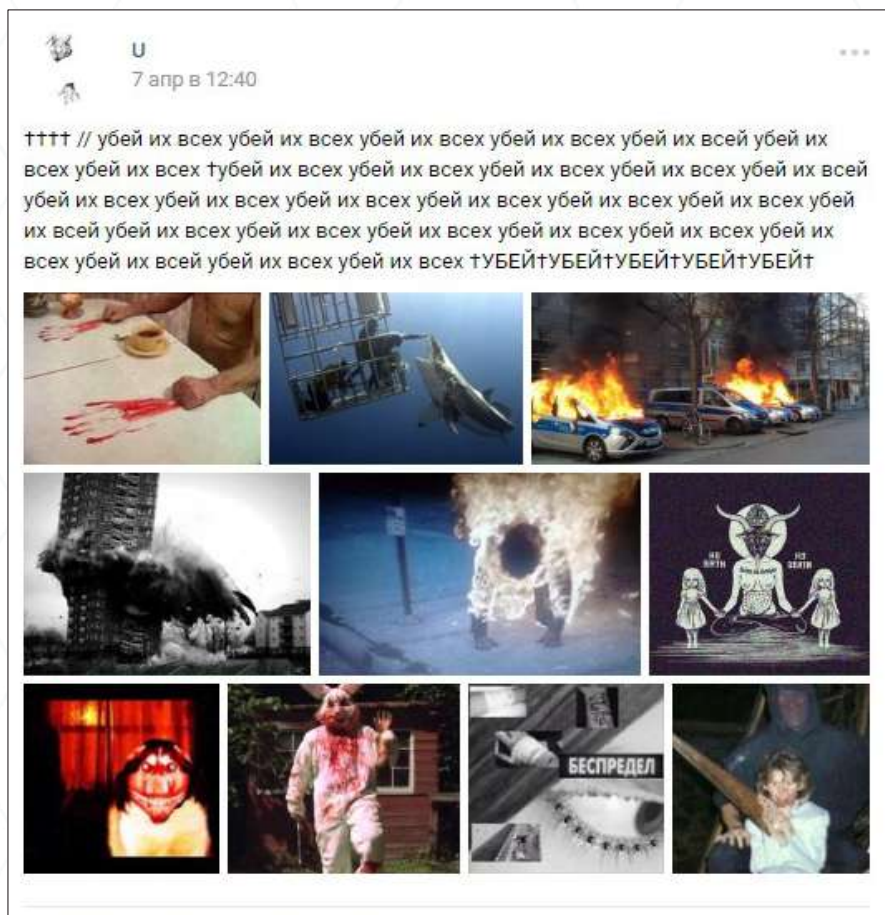 U
7 апр в 12:40
†††† // убей их всех убей их всех убей их всех убей их всех убей их всей убей их
всех убей их всех †убей их всех убей их всех убей их всех убей их всех убей их всей
убей их всех убей их всех убей их всех убей их всех убей их всех убей их всех убей
их всей убей их всех убей их всех убей их всех убей их всех убей их всех убей их
всех убей их всей убей их всех убей их всех †УБЕЙ†УБЕЙ†УБЕЙ†УБЕЙ†УБЕЙ†
БЕСПРЕДЕЛ